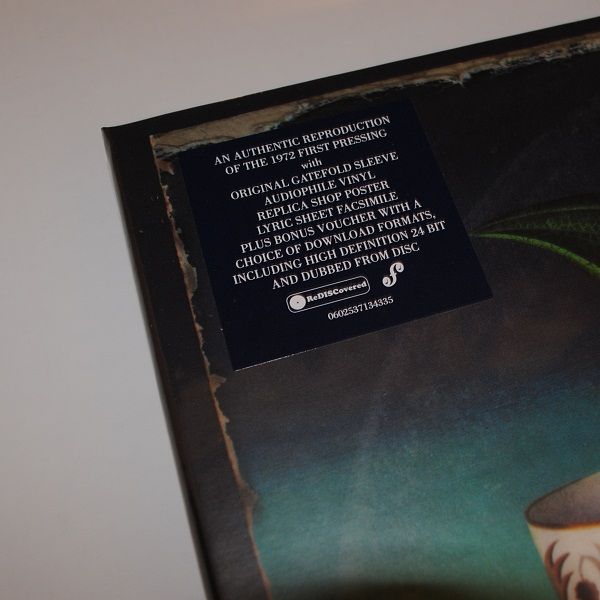 AN AUTHENTIC REPRODUCTION
OF THE 1972 FIRST PRESSING
with
ORIGINAL GATEFOLD SLEEVE
AUDIOPHILE VINYL
REPLICA SHOP POSTER
LYRIC SHEET FACSIMILE
PLUS BONUS VOUCHER WITH A
CHOICE OF DOWNLOAD FORMATS,
INCLUDING HIGH DEFINITION 24 BIT
AND DUBBED FROM DISC
ReDISCovered
0602537134335